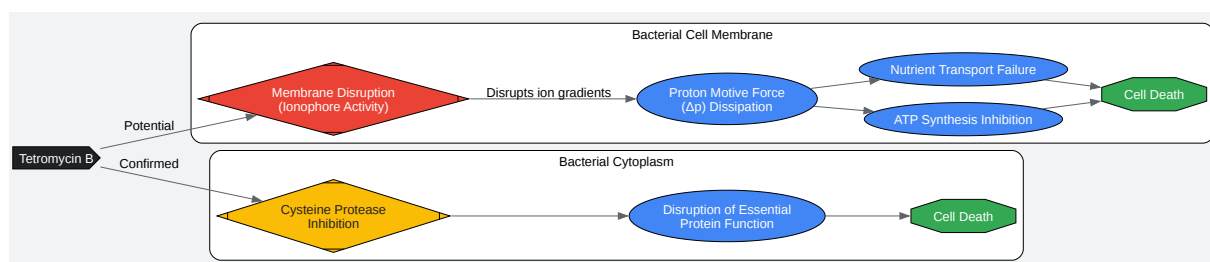 Bacterial Cell Membrane
Membrane Disruption
(Ionophore Activity)
Disrupts ion gradients
Proton Motive Force
(Δp) Dissipation
Nutrient Transport Failure
ATP Synthesis Inhibition
Cell Death
Potential
Tetromycin B
Confirmed
Bacterial Cytoplasm
Cysteine Protease
Inhibition
Disruption of Essential
Protein Function
Cell Death